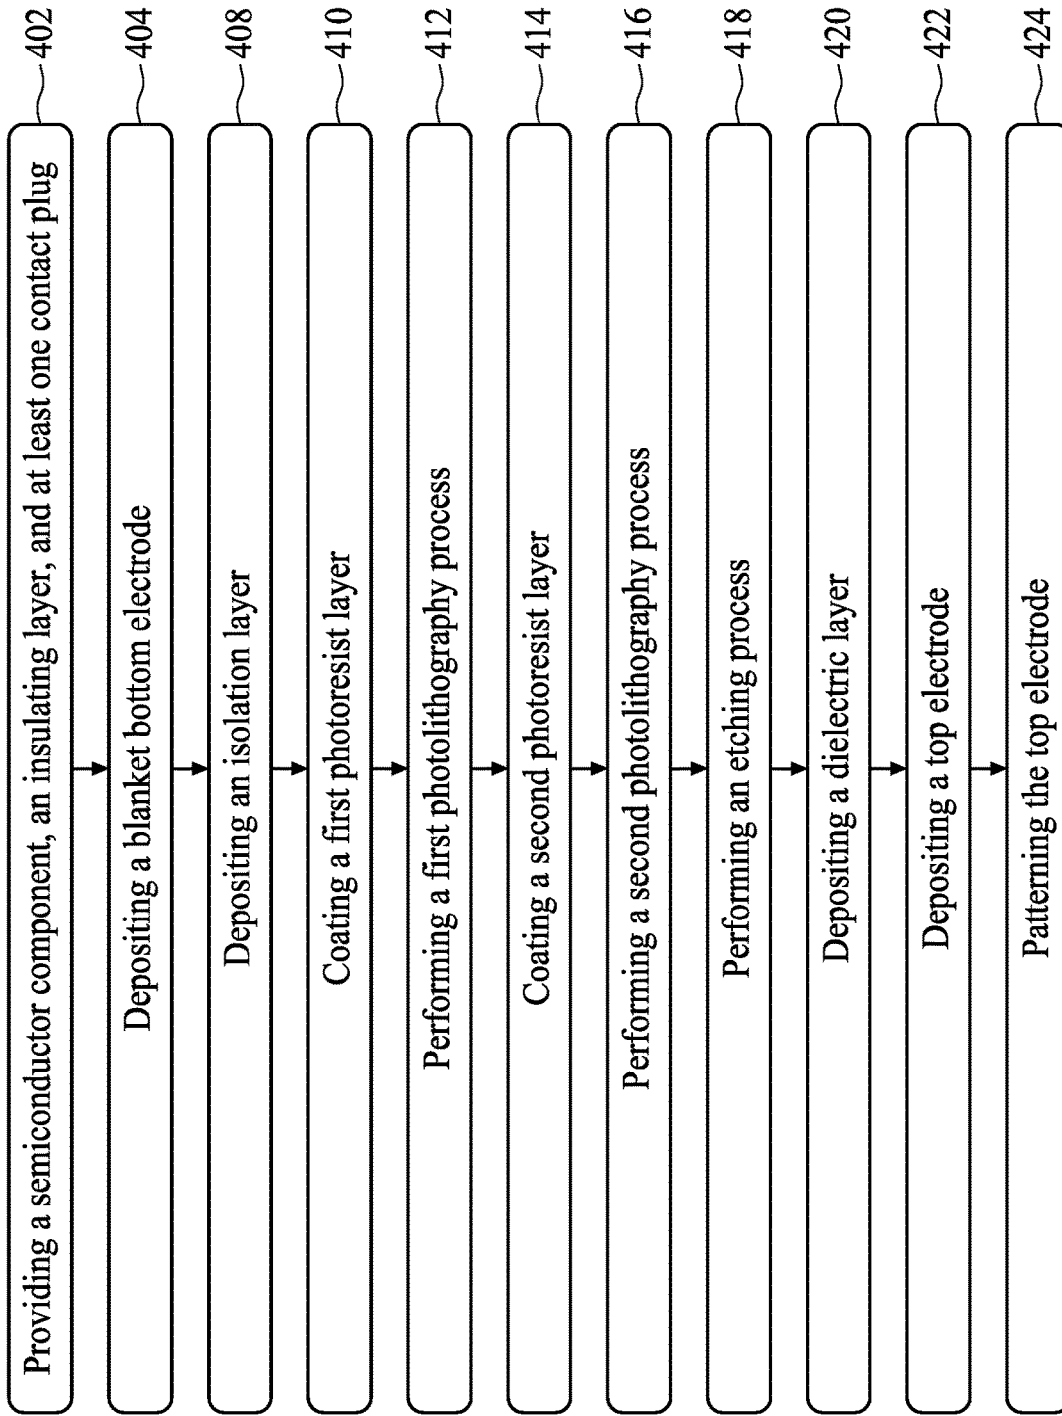 Providing a semiconductor component, an insulating layer, and at least one contact plug 402
Depositing a blanket bottom electrode 404
Depositing an isolation layer 408
Coating a first photoresist layer 410
Performing a first photolithography process 412
Coating a second photoresist layer 414
Performing a second photolithography process 416
Performing an etching process 418
Depositing a dielectric layer 420
Depositing a top electrode 422
Patterning the top electrode 424